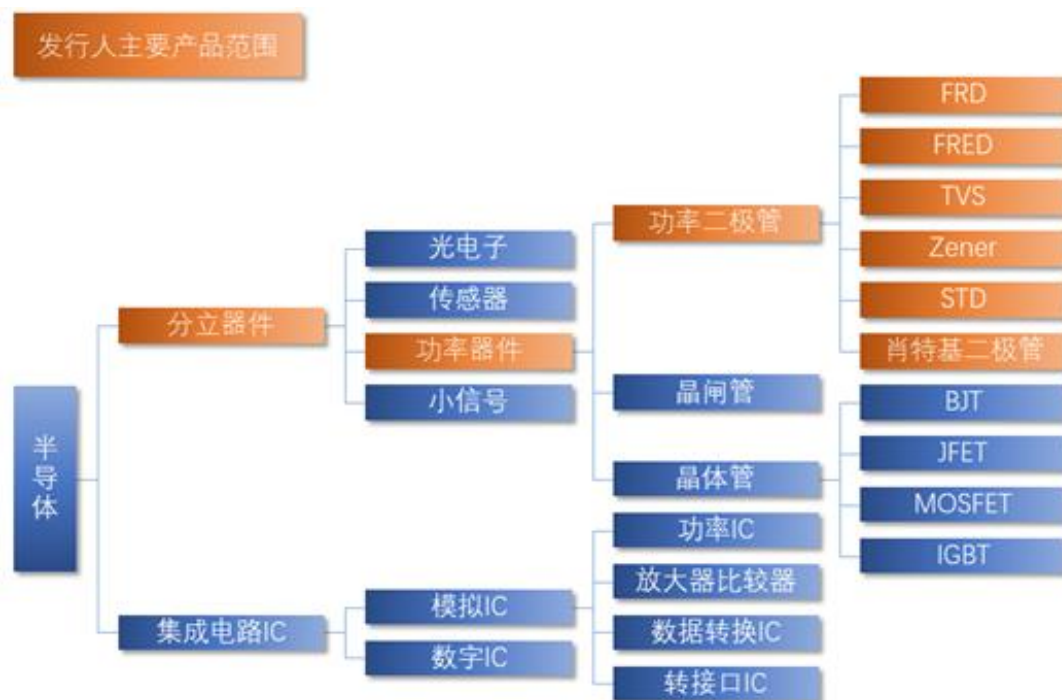 发行人主要产品范围
半导体
分立器件
集成电路IC
光电子
传感器
功率器件
小信号
模拟IC
数字IC
功率二极管
晶闸管
晶体管
功率IC
放大器比较器
数据转换IC
转接口IC
FRD
FRED
TVS
Zener
STD
肖特基二极管
BJT
JFET
MOSFET
IGBT